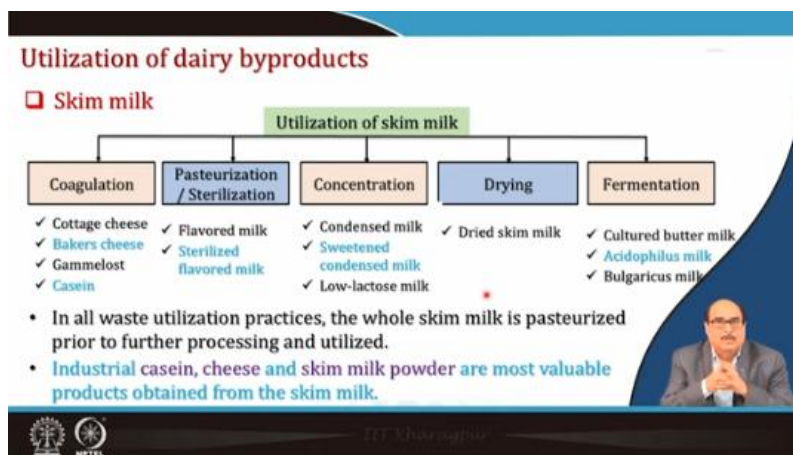 Utilization of dairy byproducts
❑ Skim milk
Utilization of skim milk
Coagulation
✓ Cottage cheese
✓ Bakers cheese
✓ Gammelost
✓ Casein
Pasteurization
/ Sterilization
✓ Flavored milk
✓ Sterilized
flavored milk
Concentration
✓ Condensed milk
✓ Sweetened
condensed milk
✓ Low-lactose milk
Drying
✓ Dried skim milk
Fermentation
✓ Cultured butter milk
✓ Acidophilus milk
✓ Bulgaricus milk
• In all waste utilization practices, the whole skim milk is pasteurized
prior to further processing and utilized.
• Industrial casein, cheese and skim milk powder are most valuable
products obtained from the skim milk.
IIT Kharagpur
NPTEL